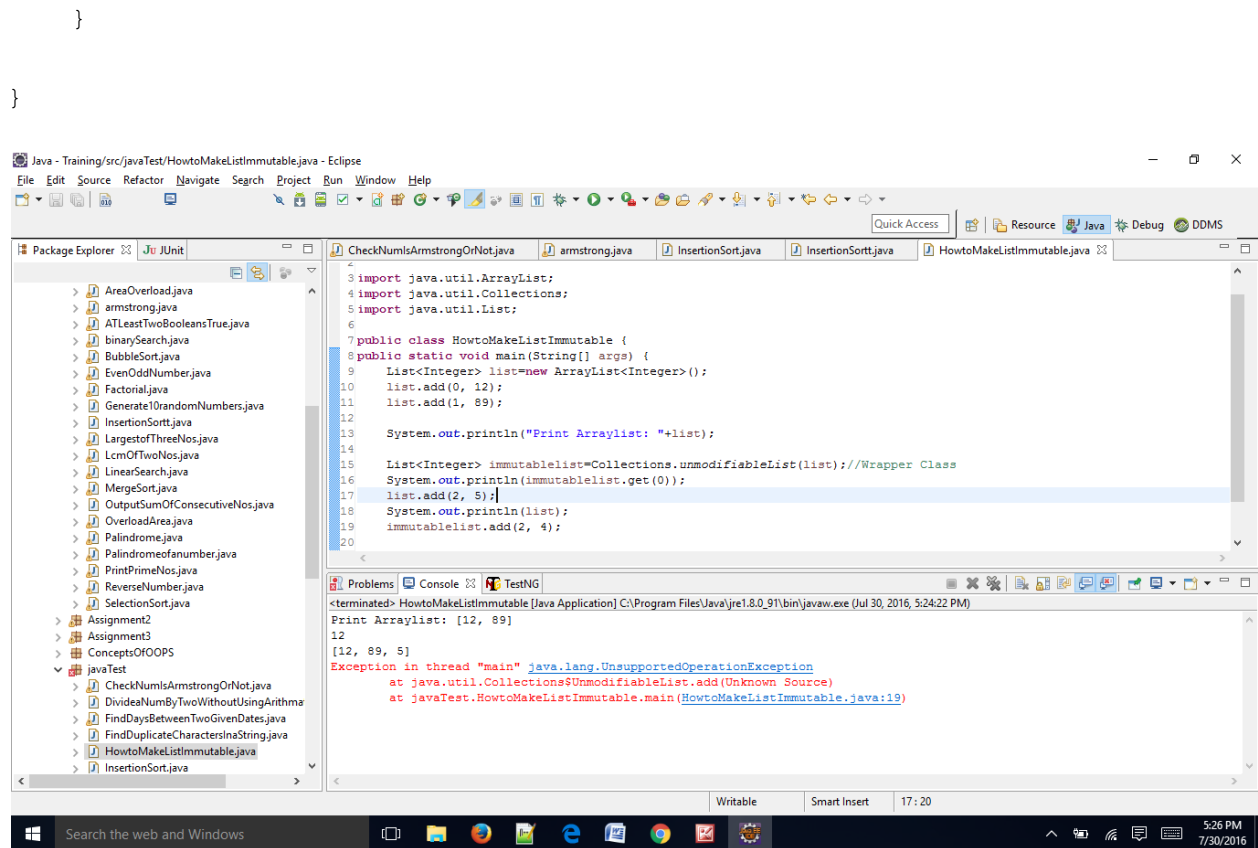 }
}
Java - Training/src/javaTest/HowtoMakeListImmutable.java - Eclipse
File Edit Source Refactor Navigate Search Project Run Window Help
Quick Access Resource Java Debug DDMS
Package Explorer JUnit
AreaOverload.java
armstrong.java
ATLeastTwoBooleansTrue.java
binarySearch.java
BubbleSort.java
EvenOddNumber.java
Factorial.java
Generate10randomNumbers.java
InsertionSortt.java
LargestofThreeNos.java
LcmOfTwoNos.java
LinearSearch.java
MergeSort.java
OutputSumOfConsecutiveNos.java
OverloadArea.java
Palindrome.java
Palindromeofanumber.java
PrintPrimeNos.java
ReverseNumber.java
SelectionSort.java
Assignment2
Assignment3
ConceptsOfOOPS
javaTest
CheckNumIsArmstrongOrNot.java
DivideaNumByTwoWithoutUsingArithma
FindDaysBetweenTwoGivenDates.java
FindDuplicateCharactersInaString.java
HowtoMakeListImmutable.java
InsertionSort.java
CheckNumIsArmstrongOrNot.java armstrong.java InsertionSort.java InsertionSortt.java HowtoMakeListImmutable.java
3 import java.util.ArrayList;
4 import java.util.Collections;
5 import java.util.List;
6
7 public class HowtoMakeListImmutable {
8 public static void main(String[] args) {
9 List<Integer> list=new ArrayList<Integer>();
10 list.add(0, 12);
11 list.add(1, 89);
12
13 System.out.println("Print Arraylist: "+list);
14
15 List<Integer> immutablelist=Collections.unmodifiableList(list);//Wrapper Class
16 System.out.println(immutablelist.get(0));
17 list.add(2, 5);
18 System.out.println(list);
19 immutablelist.add(2, 4);
20
Problems Console TestNG
<terminated> HowtoMakeListImmutable [Java Application] C:\Program Files\Java\jre1.8.0_91\bin\javaw.exe (Jul 30, 2016, 5:24:22 PM)
Print Arraylist: [12, 89]
12
[12, 89, 5]
Exception in thread "main" java.lang.UnsupportedOperationException
at java.util.Collections$UnmodifiableList.add(Unknown Source)
at javaTest.HowtoMakeListImmutable.main(HowtoMakeListImmutable.java:19)
Writable Smart Insert 17 : 20
Search the web and Windows
5:26 PM
7/30/2016